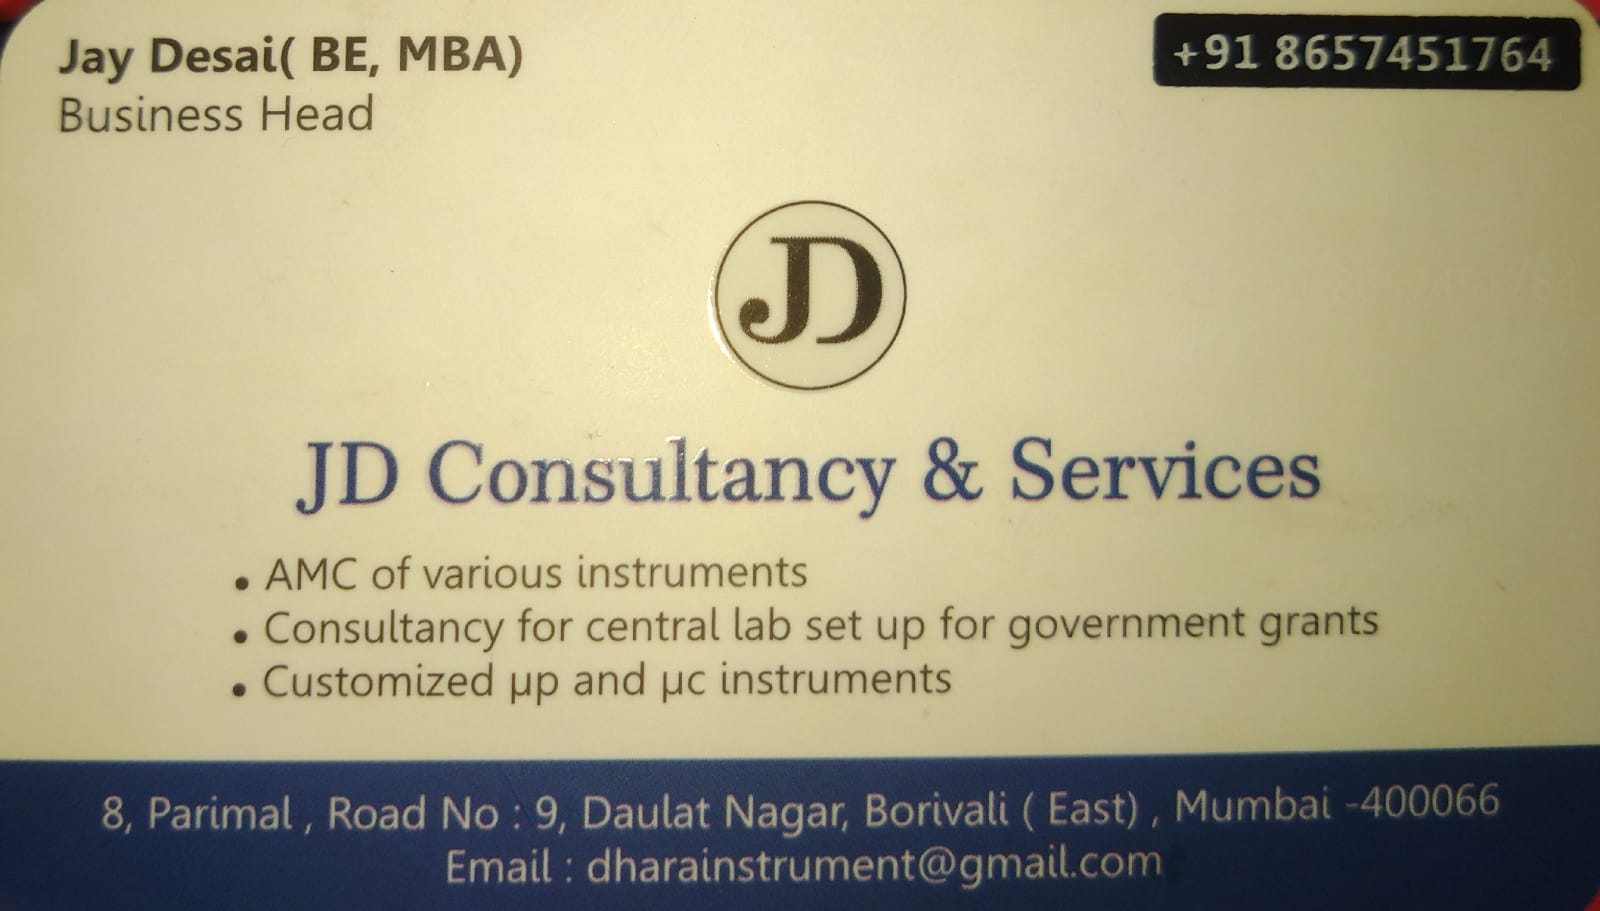 Jay Desai( BE, MBA)
Business Head
+91 8657451764
JD
JD Consultancy & Services
• AMC of various instruments
• Consultancy for central lab set up for government grants
• Customized µp and µc instruments
8, Parimal , Road No : 9, Daulat Nagar, Borivali ( East) , Mumbai -400066
Email : dharainstrument@gmail.com